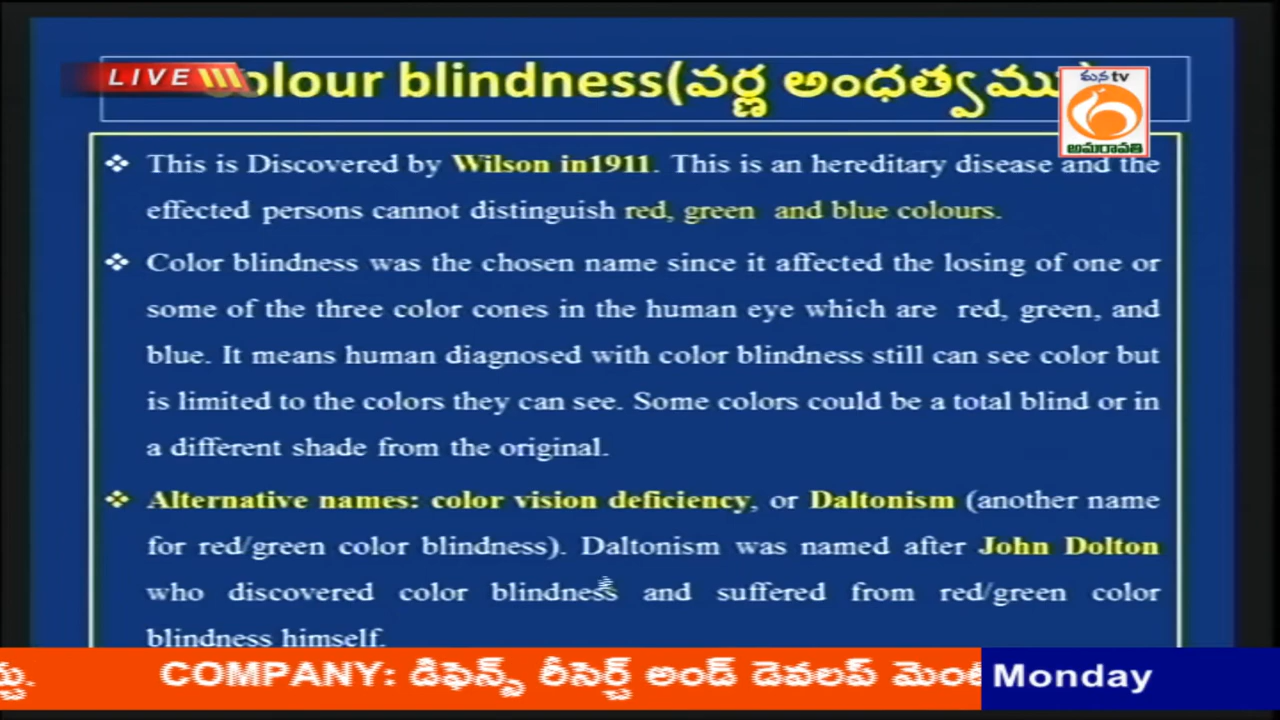 LIVE
olour blindness(వర్ణ అంధత్వము)
మన tv
అమరావతి
❖ This is Discovered by Wilson in1911. This is an hereditary disease and the
effected persons cannot distinguish red, green and blue colours.
❖ Color blindness was the chosen name since it affected the losing of one or
some of the three color cones in the human eye which are red, green, and
blue. It means human diagnosed with color blindness still can see color but
is limited to the colors they can see. Some colors could be a total blind or in
a different shade from the original.
❖ Alternative names: color vision deficiency, or Daltonism (another name
for red/green color blindness). Daltonism was named after John Dolton
who discovered color blindness and suffered from red/green color
blindness himself.
COMPANY: డిఫెన్స్ రీసెర్చ్ అండ్ డెవలప్ మెం
Monday